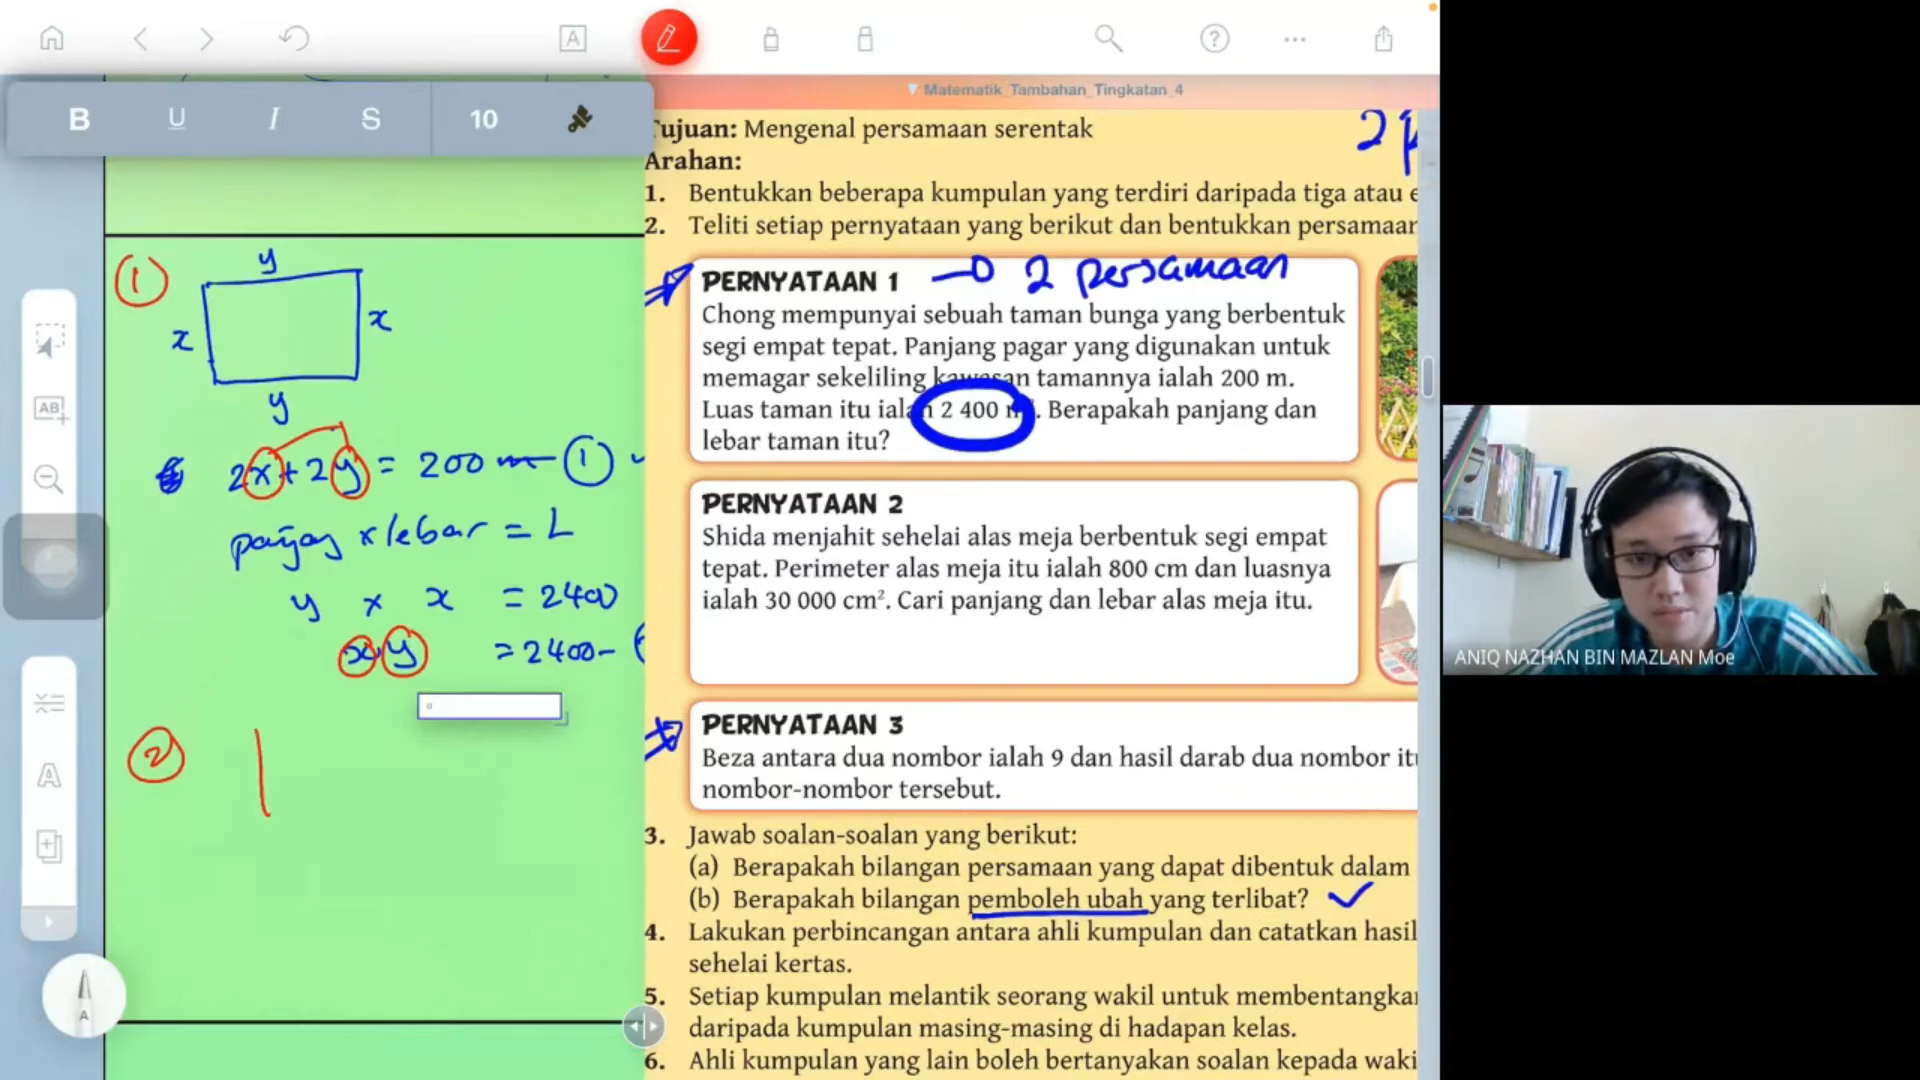 A
B U I S 10
Matematik_Tambahan_Tingkatan_4
Tujuan: Mengenal persamaan serentak
Arahan:
1. Bentukkan beberapa kumpulan yang terdiri daripada tiga atau
2. Teliti setiap pernyataan yang berikut dan bentukkan persamaan
2
PERNYATAAN 1
2 persamaan
Chong mempunyai sebuah taman bunga yang berbentuk
segi empat tepat. Panjang pagar yang digunakan untuk
memagar sekeliling kawasan tamannya ialah 200 m.
Luas taman itu ialah 2 400 m². Berapakah panjang dan
lebar taman itu?
PERNYATAAN 2
Shida menjahit sehelai alas meja berbentuk segi empat
tepat. Perimeter alas meja itu ialah 800 cm dan luasnya
ialah 30 000 cm². Cari panjang dan lebar alas meja itu.
PERNYATAAN 3
Beza antara dua nombor ialah 9 dan hasil darab dua nombor
nombor-nombor tersebut.
3. Jawab soalan-soalan yang berikut:
(a) Berapakah bilangan persamaan yang dapat dibentuk dalam
(b) Berapakah bilangan pemboleh ubah yang terlibat?
4. Lakukan perbincangan antara ahli kumpulan dan catatkan hasil
sehelai kertas.
5. Setiap kumpulan melantik seorang wakil untuk membentangkan
daripada kumpulan masing-masing di hadapan kelas.
6. Ahli kumpulan yang lain boleh bertanyakan soalan kepada
1
y
x
x
y
2x + 2y = 200 m - 1
panjang x lebar = L
y x x = 2400
xy = 2400 -
2
AB
A
A
ANIQ NAZHAN BIN MAZLAN Moe